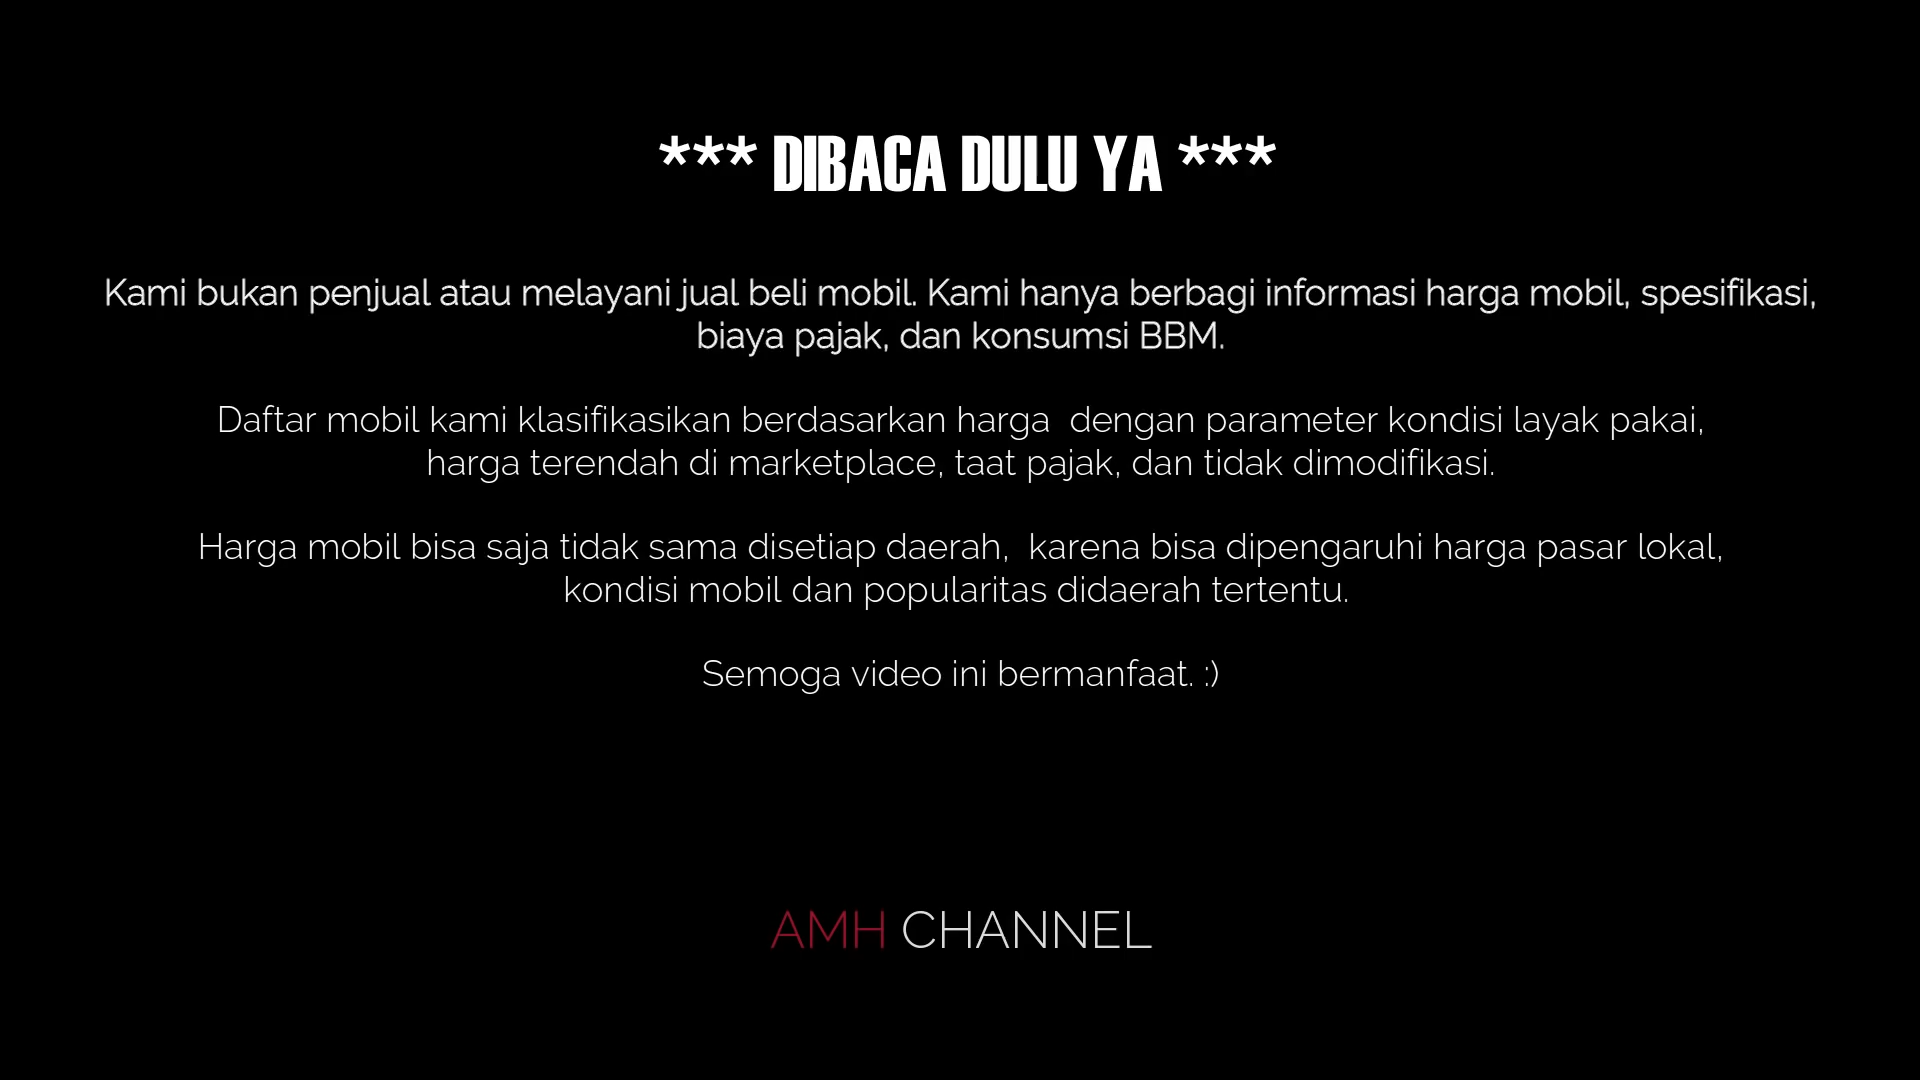 *** DIBACA DULU YA ***
Kami bukan penjual atau melayani jual beli mobil. Kami hanya berbagi informasi harga mobil, spesifikasi,
biaya pajak, dan konsumsi BBM.
Daftar mobil kami klasifikasikan berdasarkan harga  dengan parameter kondisi layak pakai,
harga terendah di marketplace, taat pajak, dan tidak dimodifikasi.
Harga mobil bisa saja tidak sama disetiap daerah,  karena bisa dipengaruhi harga pasar lokal,
kondisi mobil dan popularitas didaerah tertentu.
Semoga video ini bermanfaat. :)
AMH CHANNEL